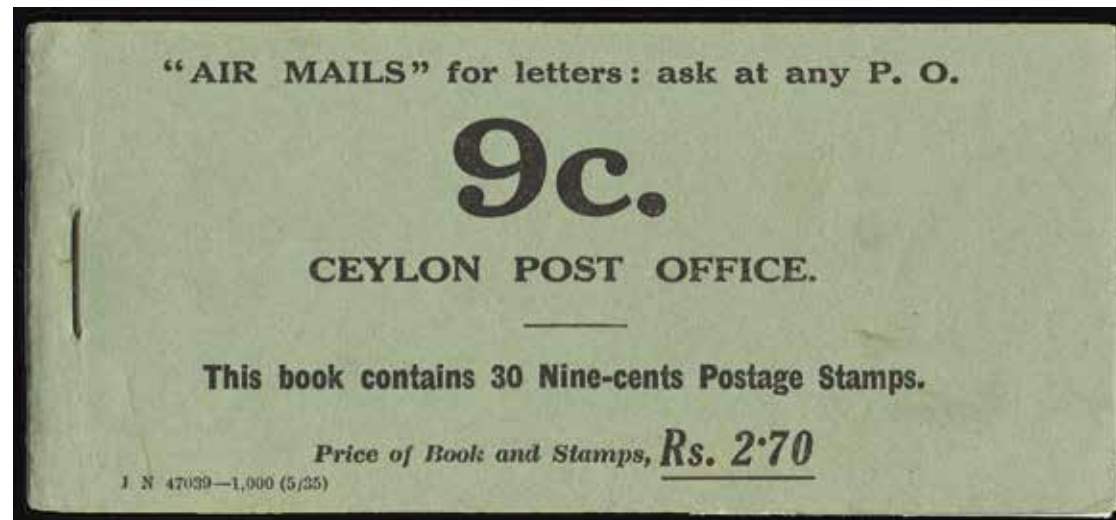 "AIR MAILS" for letters: ask at any P. O.
9c.
CEYLON POST OFFICE.
This book contains 30 Nine-cents Postage Stamps.
Price of Book and Stamps, Rs. 2·70
J N 47039—1,000 (5/35)